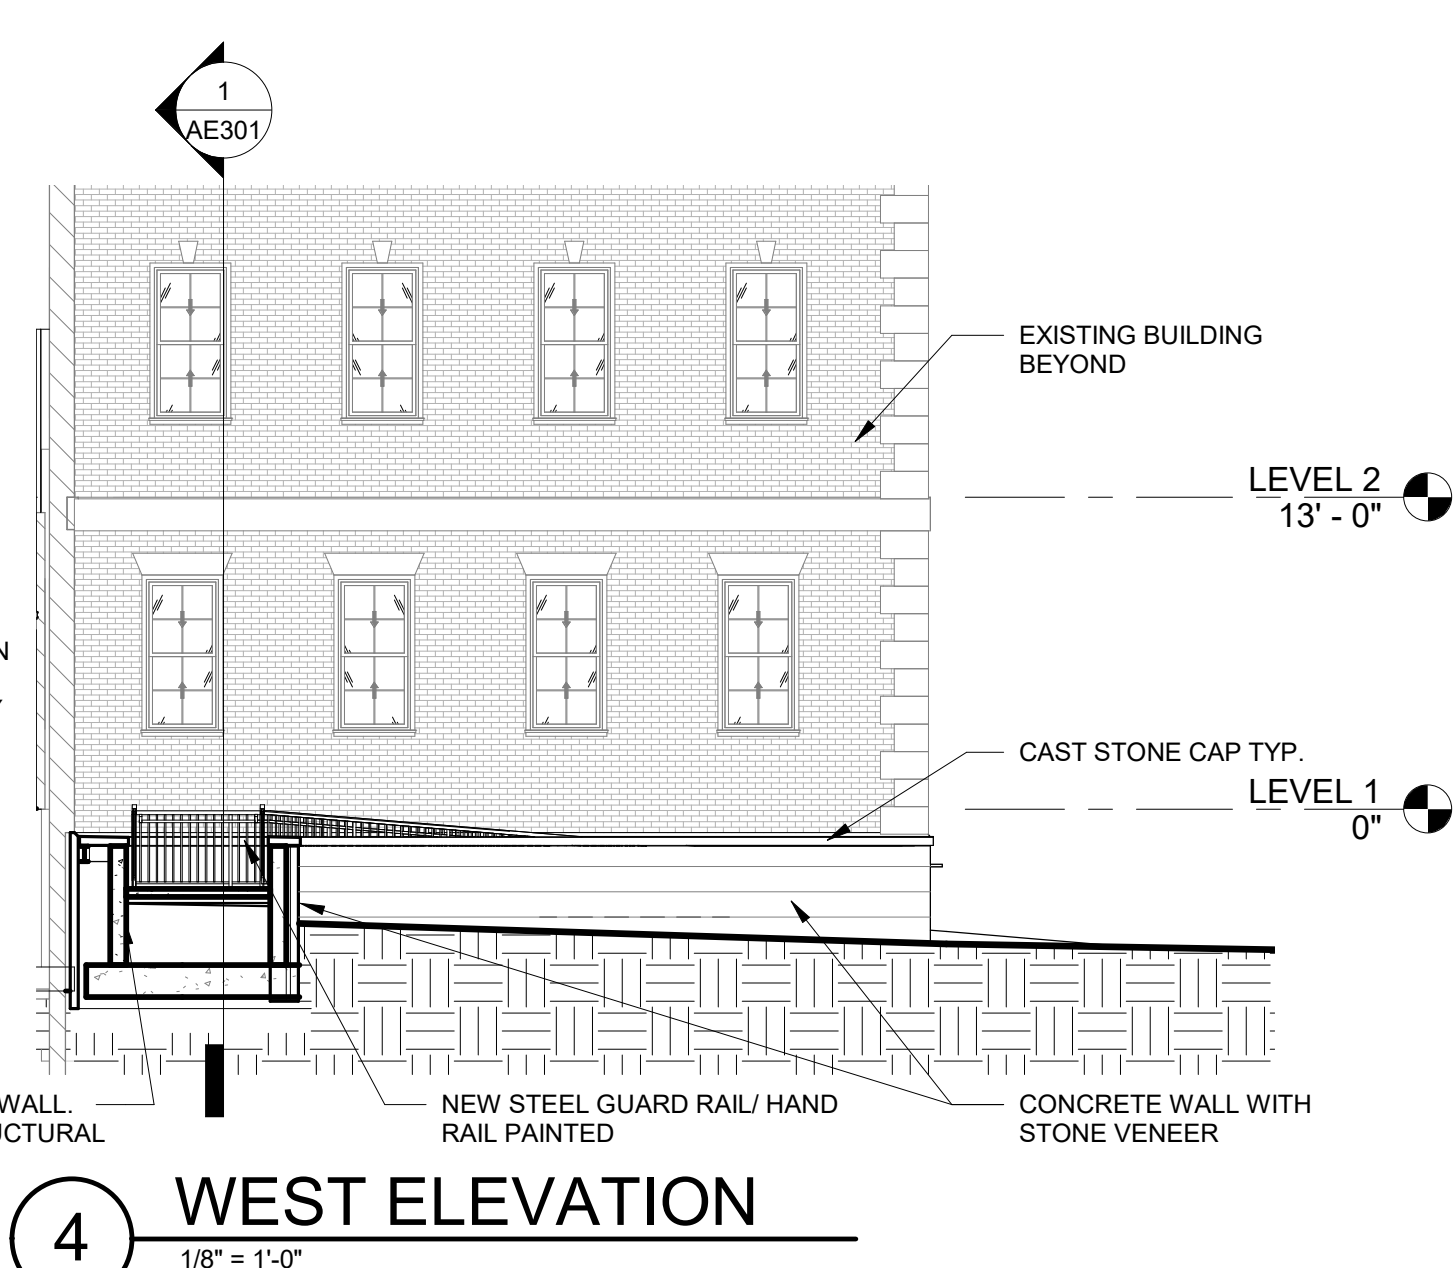 1
AE301
EXISTING BUILDING
BEYOND
LEVEL 2
13' - 0"
N
CAST STONE CAP TYP.
LEVEL 1
0"
WALL.
NEW STEEL GUARD RAIL/ HAND
RAIL PAINTED
CONCRETE WALL WITH
STONE VENEER
4
WEST ELEVATION
1/8" = 1'-0"